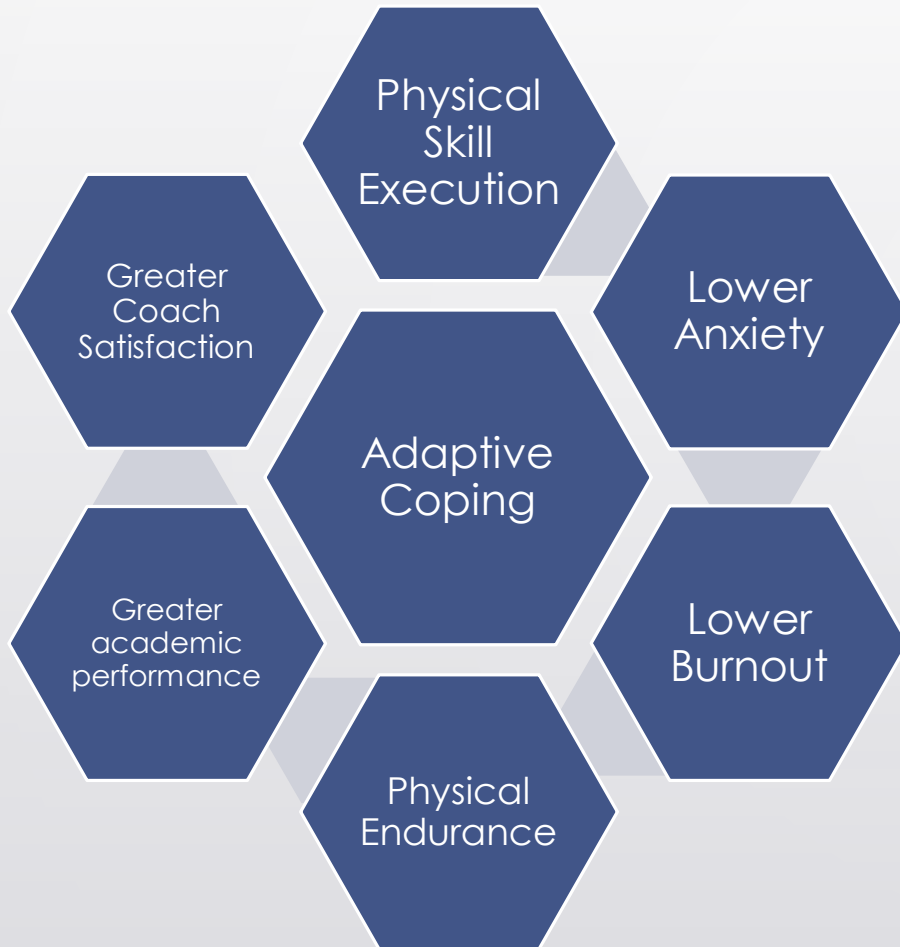 Physical
Skill
Execution
Lower
Anxiety
Lower
Burnout
Physical
Endurance
Greater
academic
performance
Greater
Coach
Satisfaction
Adaptive
Coping